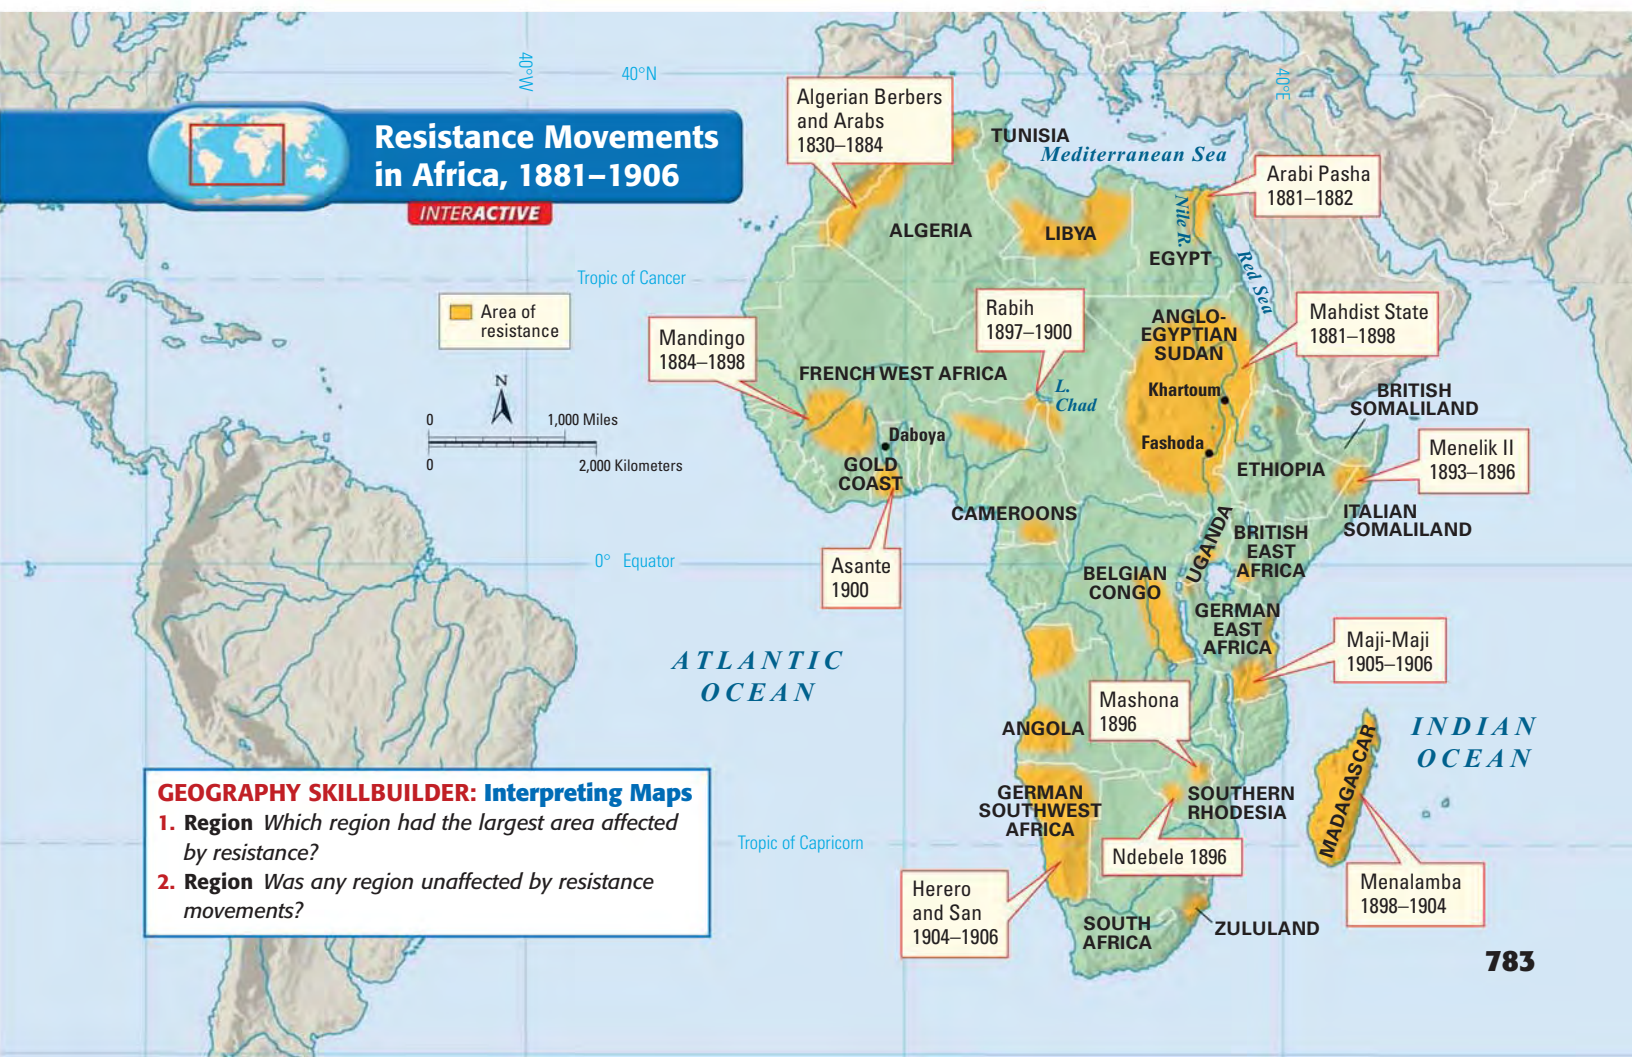 40°W
40°N
40°E
Resistance Movements
in Africa, 1881–1906
INTERACTIVE
Algerian Berbers
and Arabs
1830–1884
TUNISIA
Mediterranean Sea
Arabi Pasha
1881–1882
Nile R.
ALGERIA
LIBYA
EGYPT
Red Sea
Tropic of Cancer
Area of
resistance
Rabih
1897–1900
ANGLO-
EGYPTIAN
SUDAN
Mahdist State
1881–1898
Mandingo
1884–1898
FRENCH WEST AFRICA
L.
Chad
Khartoum
BRITISH
SOMALILAND
N
0 1,000 Miles
0 2,000 Kilometers
Daboya
Fashoda
GOLD
COAST
ETHIOPIA
Menelik II
1893–1896
CAMEROONS
ITALIAN
SOMALILAND
UGANDA
BRITISH
EAST
AFRICA
0° Equator
Asante
1900
BELGIAN
CONGO
GERMAN
EAST
AFRICA
Maji-Maji
1905–1906
ATLANTIC
OCEAN
Mashona
1896
ANGOLA
INDIAN
OCEAN
MADAGASCAR
GERMAN
SOUTHWEST
AFRICA
SOUTHERN
RHODESIA
Tropic of Capricorn
Ndebele 1896
Herero
and San
1904–1906
Menalamba
1898–1904
SOUTH
AFRICA
ZULULAND
GEOGRAPHY SKILLBUILDER: Interpreting Maps
1. Region Which region had the largest area affected
by resistance?
2. Region Was any region unaffected by resistance
movements?
783